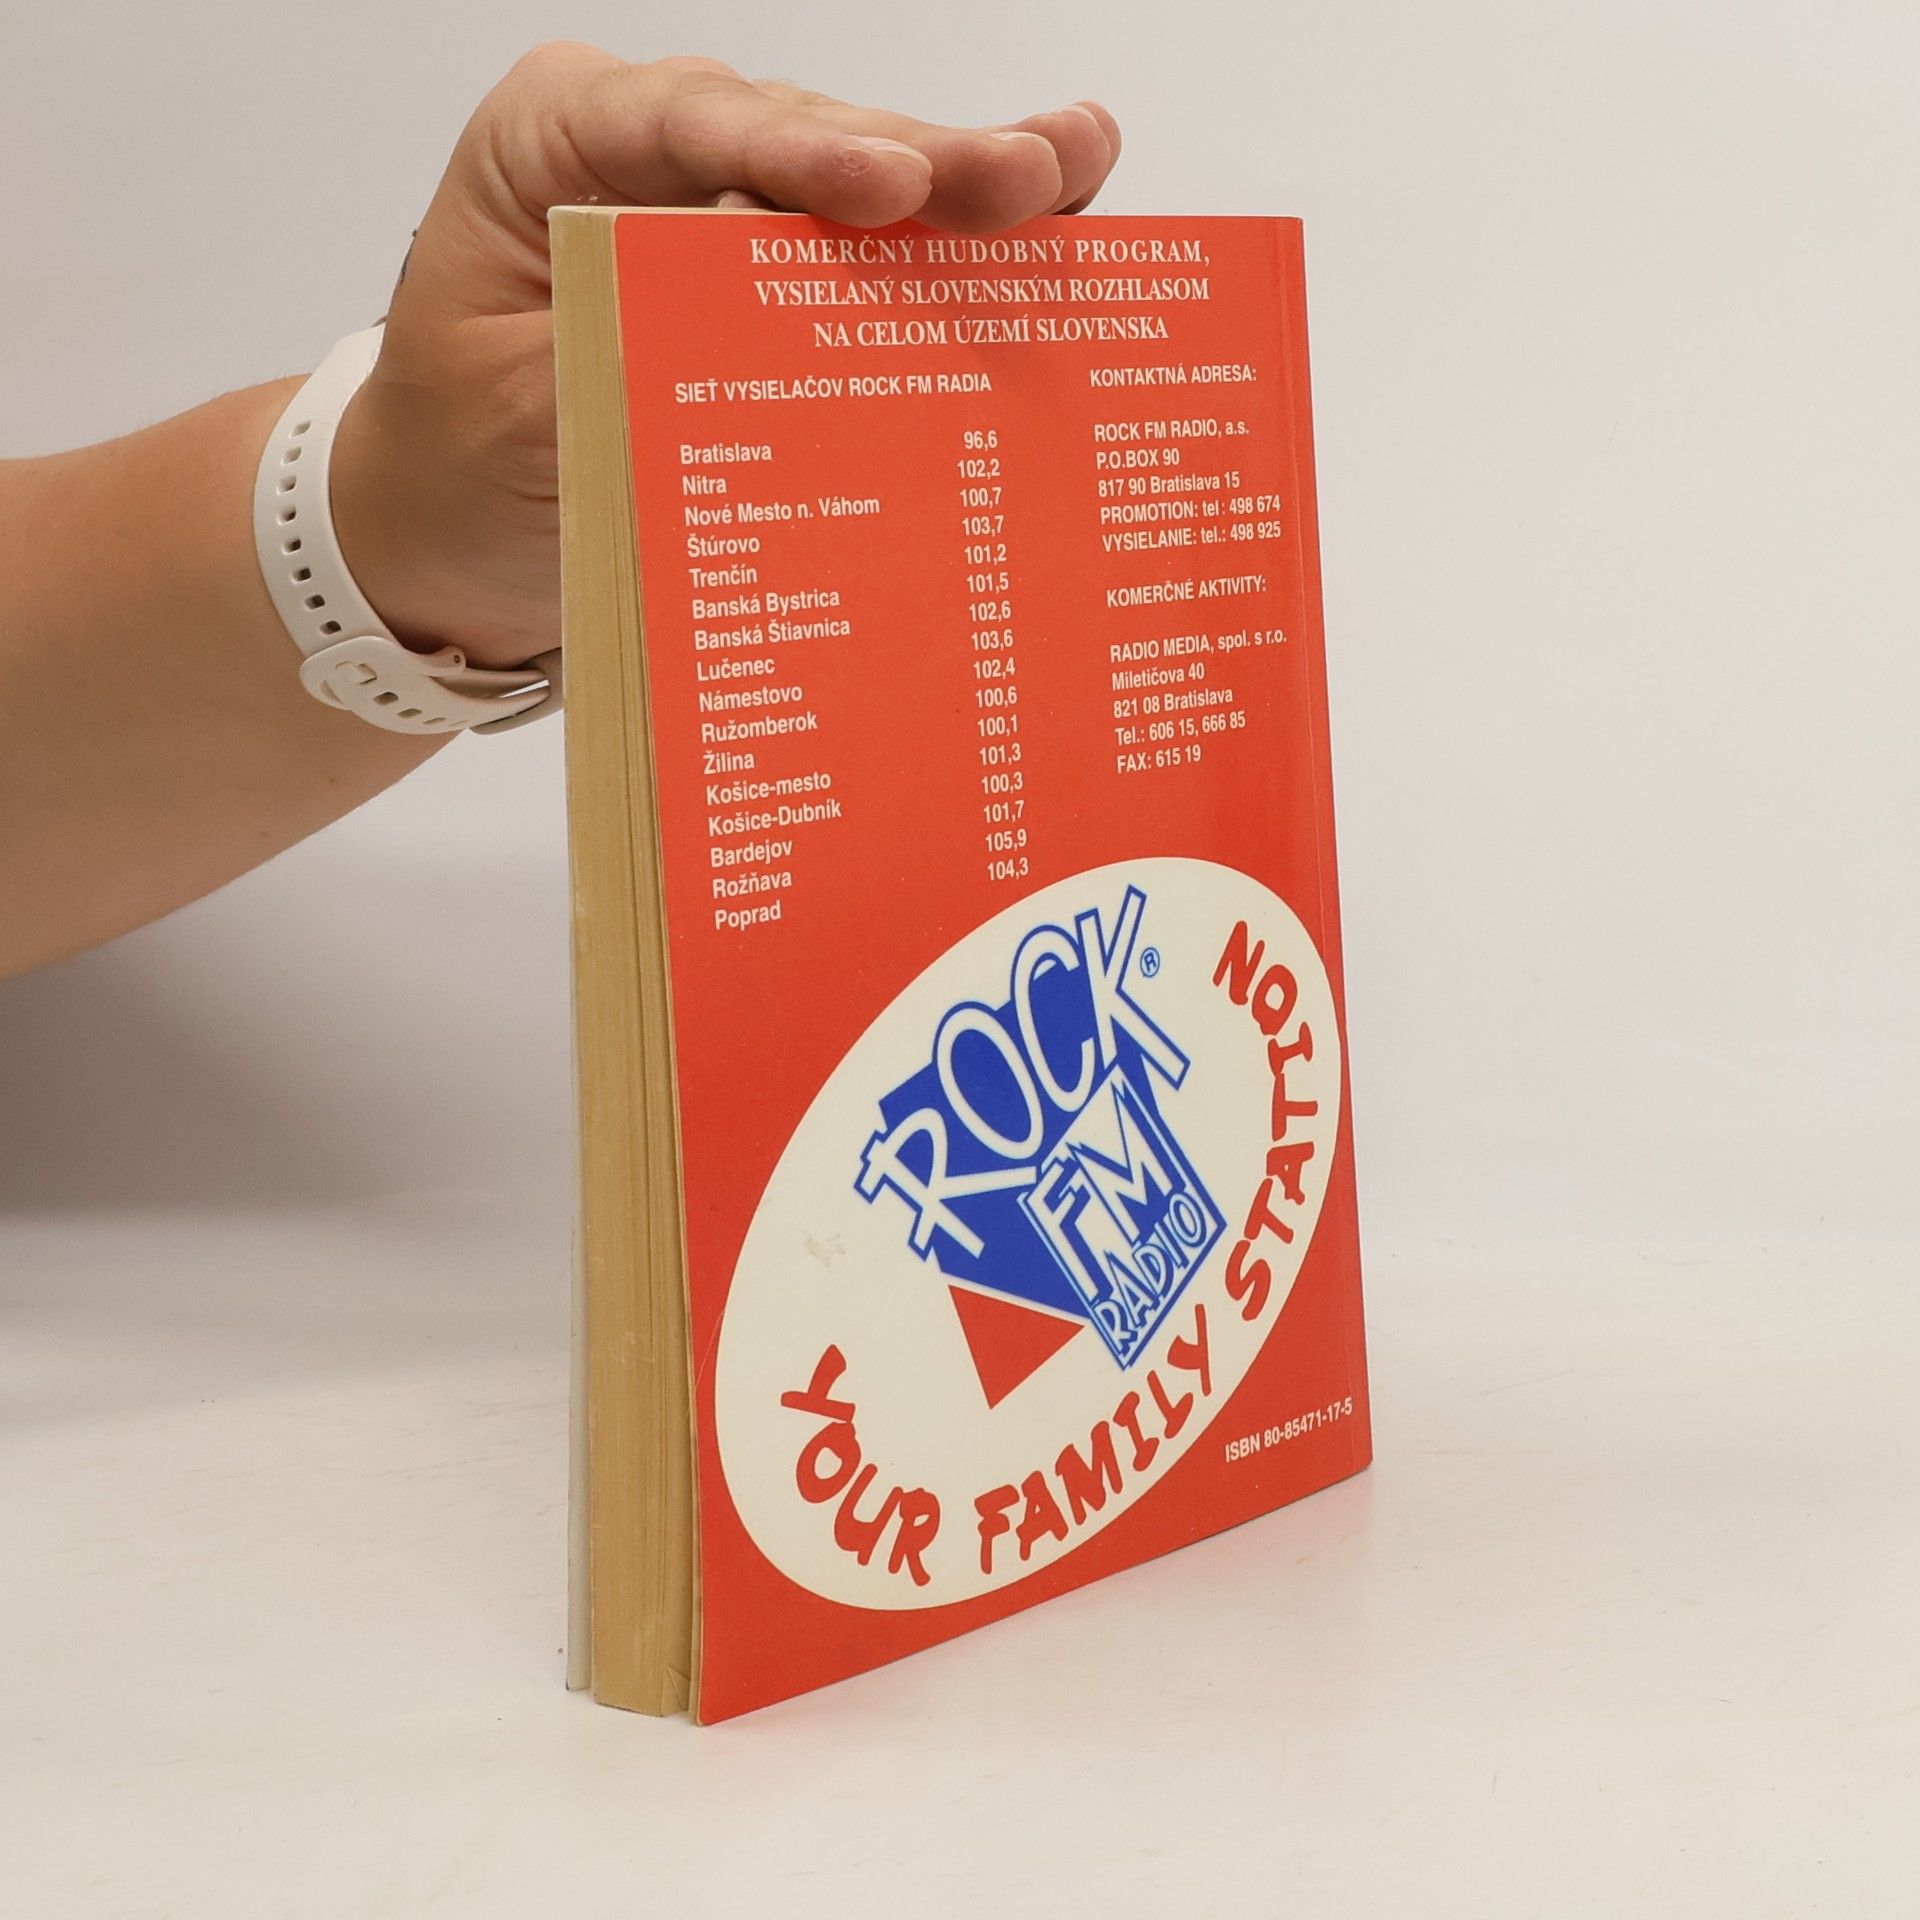 KOMERČNÝ HUDOBNÝ PROGRAM,
VYSIELANÝ SLOVENSKÝM ROZHLASOM
NA CELOM ÚZEMÍ SLOVENSKA
SIEŤ VYSIELAČOV ROCK FM RADIA
Bratislava 96,6
Nitra 102,2
Nové Mesto n. Váhom 100,7
Štúrovo 103,7
Trenčín 101,2
Banská Bystrica 101,5
Banská Štiavnica 102,6
Lučenec 103,6
Námestovo 102,4
Ružomberok 100,6
Žilina 100,1
Košice-mesto 101,3
Košice-Dubník 100,3
Bardejov 101,7
Rožňava 105,9
Poprad 104,3
KONTAKTNÁ ADRESA:
ROCK FM RADIO, a.s.
P.O.BOX 90
817 90 Bratislava 15
PROMOTION: tel : 498 674
VYSIELANIE: tel.: 498 925
KOMERČNÉ AKTIVITY:
RADIO MEDIA, spol. s r.o.
Miletičova 40
821 08 Bratislava
Tel.: 606 15, 666 85
FAX: 615 19
ROCK®
FM
RADIO
YOUR FAMILY STATION
ISBN 80-85471-17-5